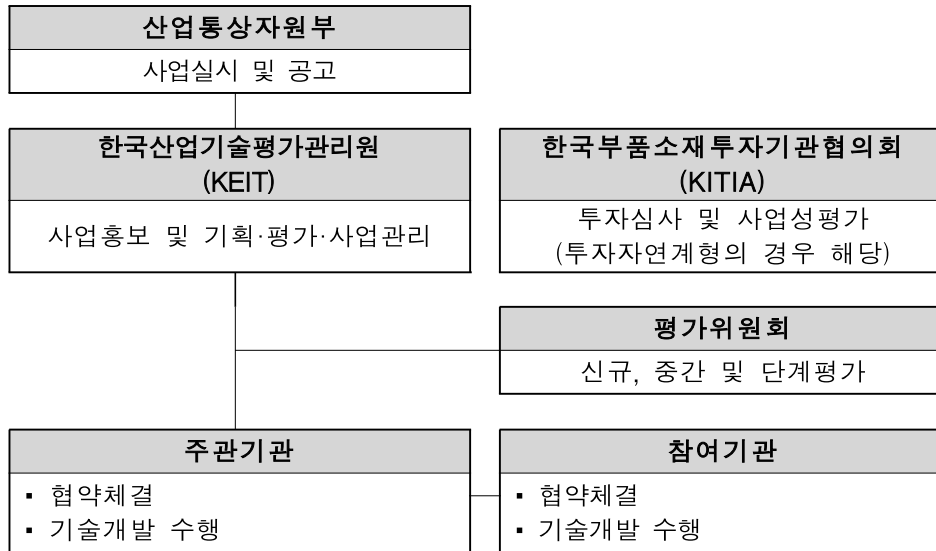 산업통상자원부
사업실시 및 공고
한국산업기술평가관리원
(KEIT)
사업홍보 및 기획·평가·사업관리
한국부품소재투자기관협의회
(KITIA)
투자심사 및 사업성평가
(투자자연계형의 경우 해당)
평가위원회
신규, 중간 및 단계평가
주관기관
▪ 협약체결
▪ 기술개발 수행
참여기관
▪ 협약체결
▪ 기술개발 수행